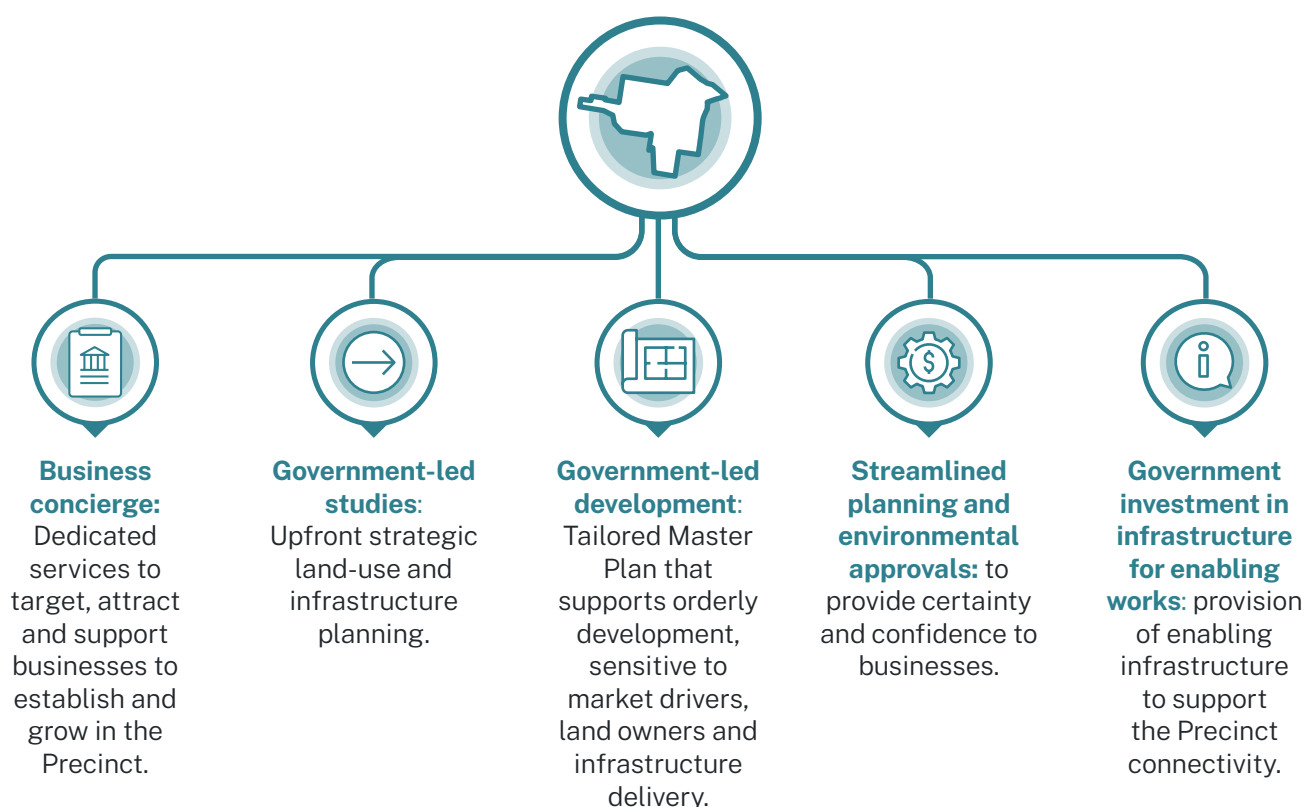 Business
concierge:
Dedicated
services to
target, attract
and support
businesses to
establish and
grow in the
Precinct.
Government-led
studies:
Upfront strategic
land-use and
infrastructure
planning.
Government-led
development:
Tailored Master
Plan that
supports orderly
development,
sensitive to
market drivers,
land owners and
infrastructure
delivery.
$
Streamlined
planning and
environmental
approvals: to
provide certainty
and confidence to
businesses.
i
Government
investment in
infrastructure
for enabling
works: provision
of enabling
infrastructure
to support
the Precinct
connectivity.